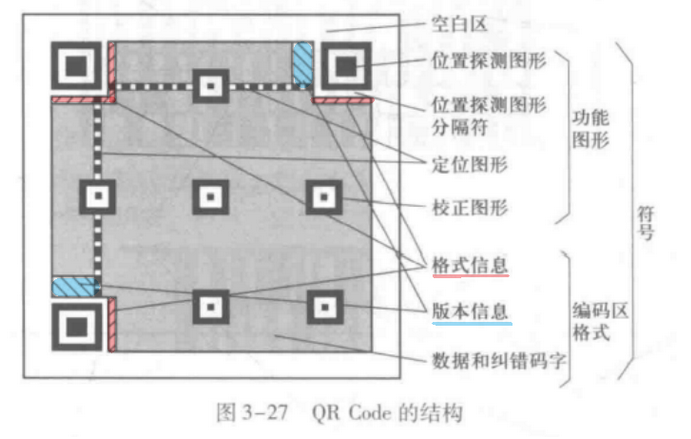 空白区
位置探测图形
位置探测图形
分隔符
功能
图形
定位图形
校正图形
符号
格式信息
版本信息
编码区
格式
数据和纠错码字
图 3-27 QR Code 的结构